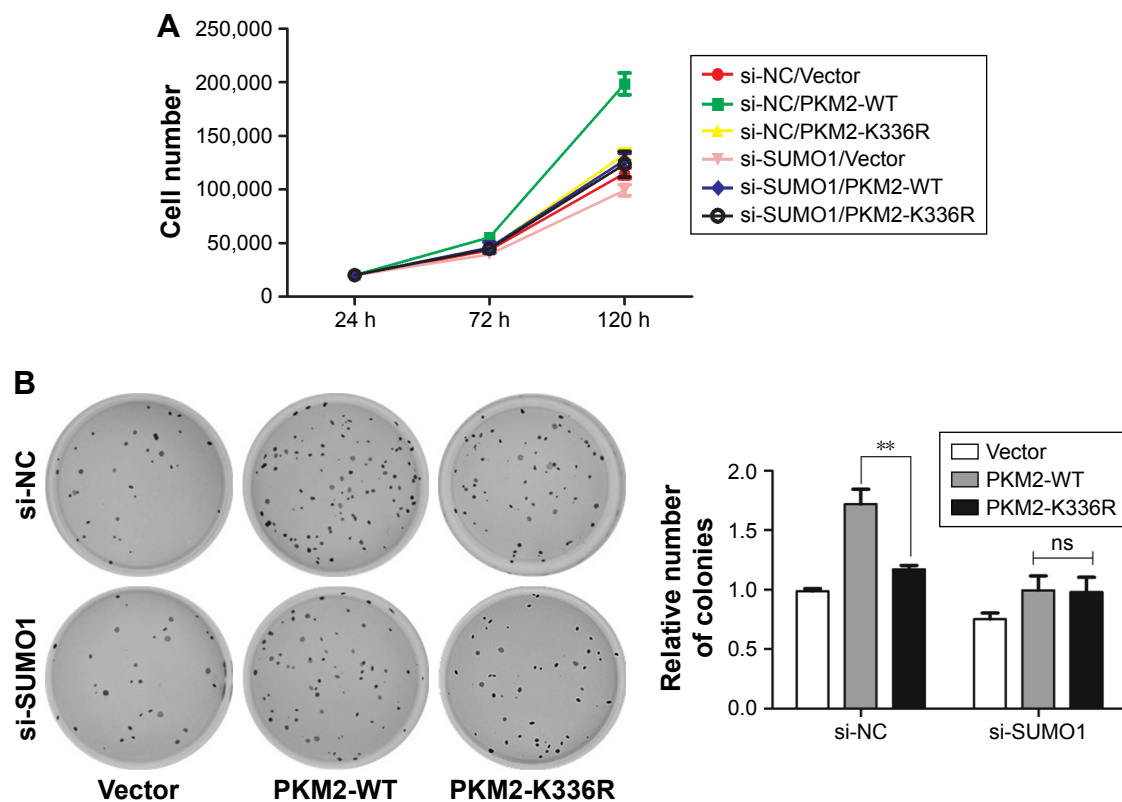 A
250,000
200,000
150,000
100,000
50,000
0
Cell number
24 h
72 h
120 h
si-NC/Vector
si-NC/PKM2-WT
si-NC/PKM2-K336R
si-SUMO1/Vector
si-SUMO1/PKM2-WT
si-SUMO1/PKM2-K336R
B
si-NC
si-SUMO1
Vector
PKM2-WT
PKM2-K336R
Relative number
of colonies
2.0
1.5
1.0
0.5
0.0
**
ns
Vector
PKM2-WT
PKM2-K336R
si-NC
si-SUMO1